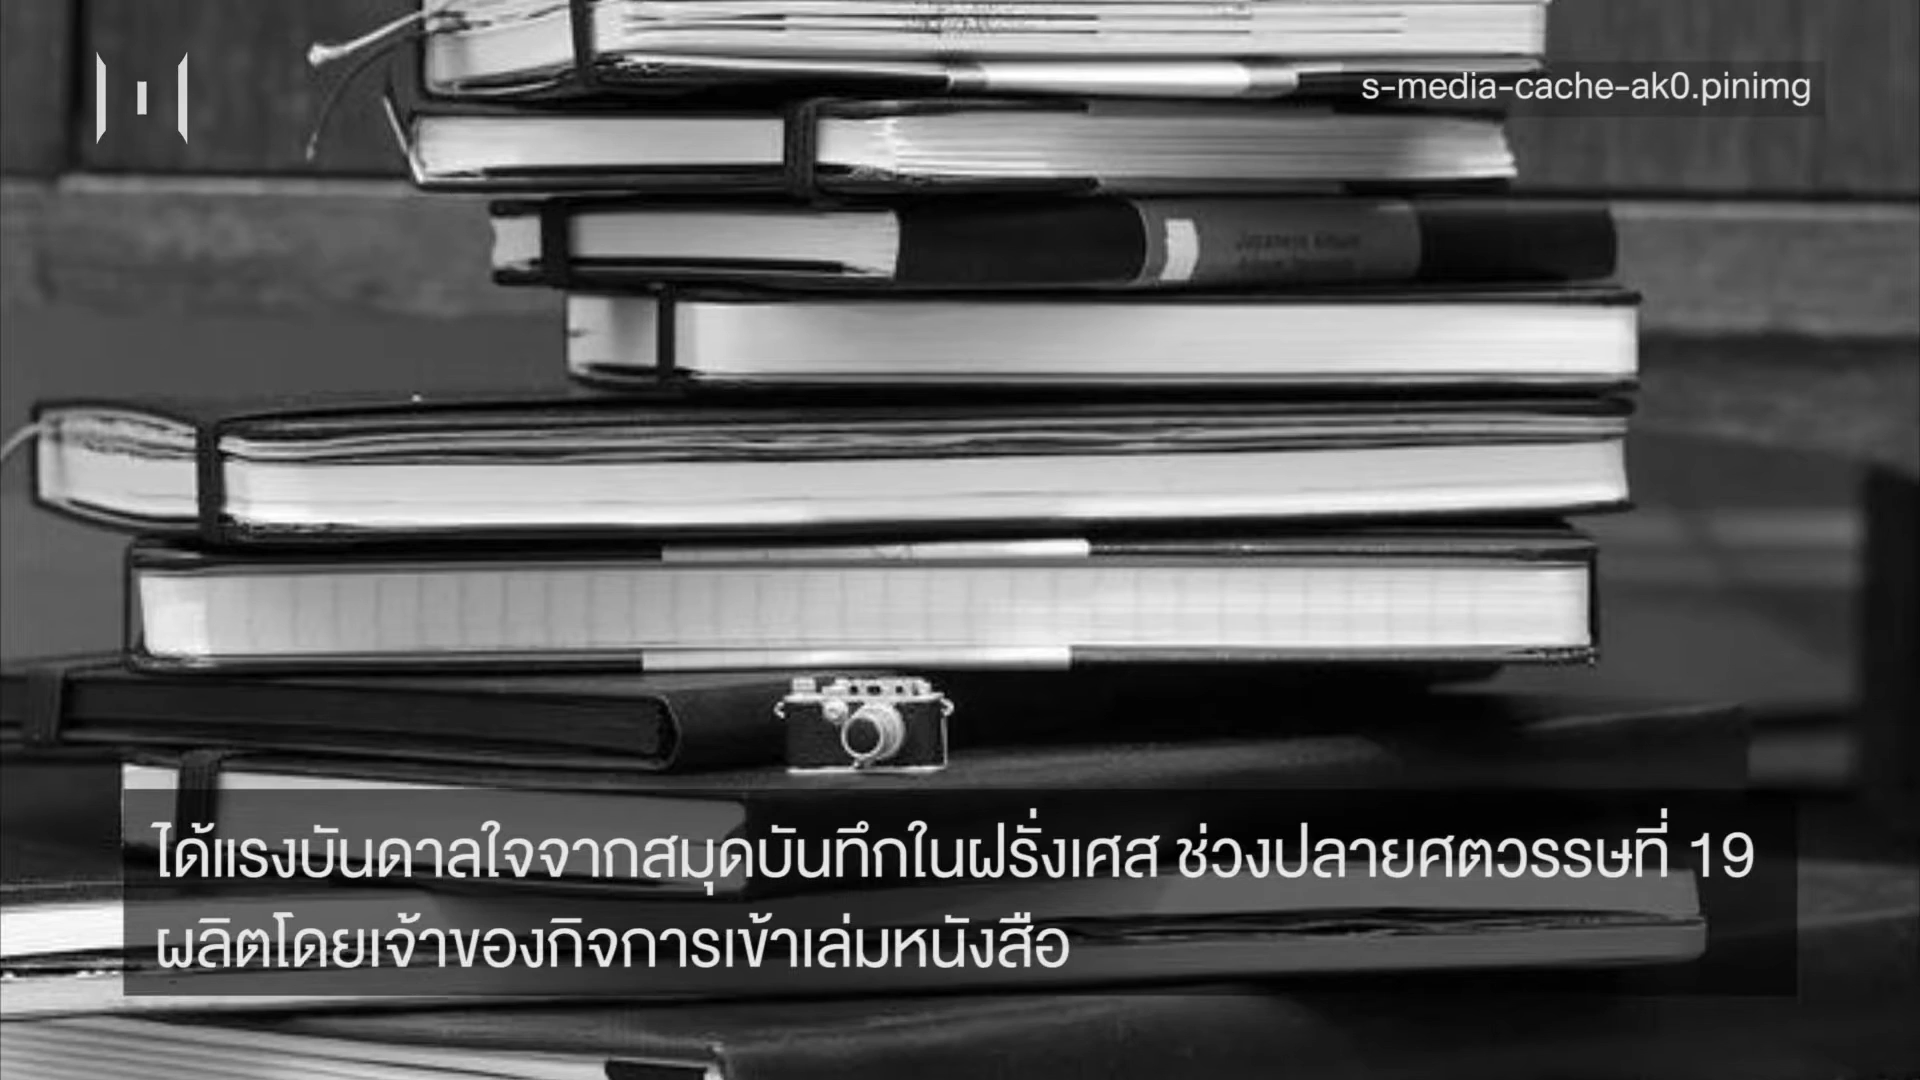 s-media-cache-ak0.pinimg
ได้แรงบันดาลใจจากสมุดบันทึกในฝรั่งเศส ช่วงปลายศตวรรษที่ 19
ผลิตโดยเจ้าของกิจการเข้าเล่มหนังสือ